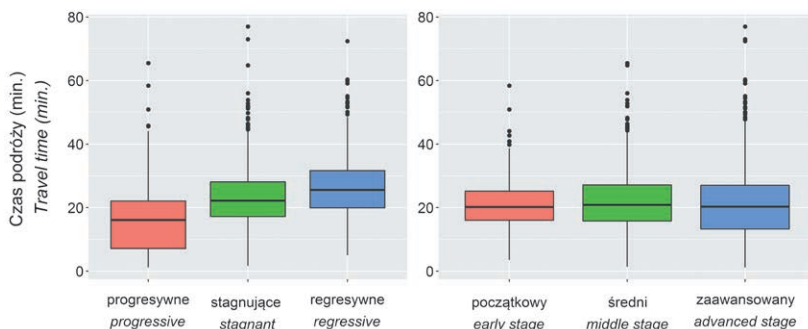 Czas podróży (min.)
Travel time (min.)
80
60
40
20
0
progresywne
progressive
stagnujące
stagnant
regresywne
regressive
80
60
40
20
0
początkowy
early stage
średni
middle stage
zaawansowany
advanced stage